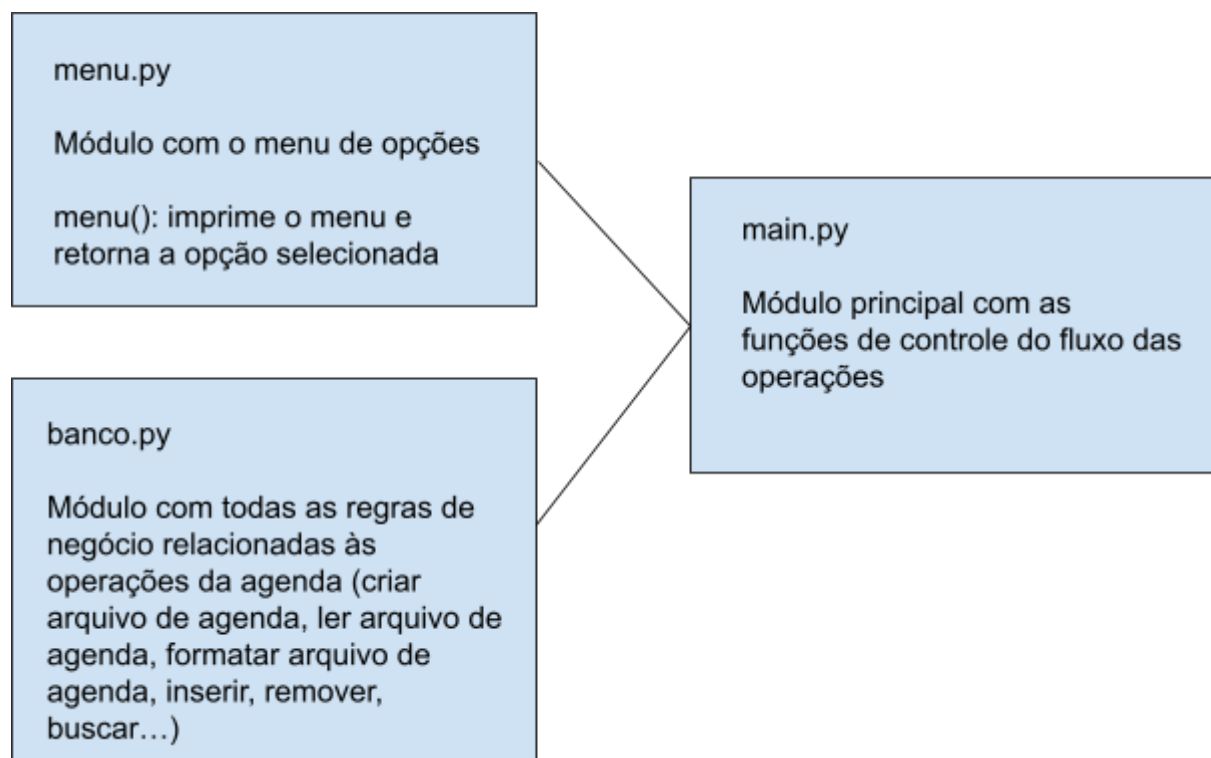 menu.py
Módulo com o menu de opções
menu(): imprime o menu e
retorna a opção selecionada
main.py
Módulo principal com as
funções de controle do fluxo das
operações
banco.py
Módulo com todas as regras de
negócio relacionadas às
operações da agenda (criar
arquivo de agenda, ler arquivo de
agenda, formatar arquivo de
agenda, inserir, remover,
buscar…)